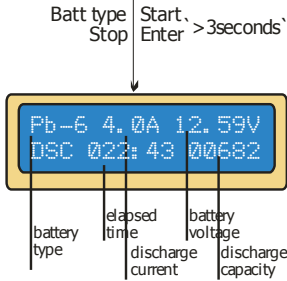 Batt type
Stop
Start
Enter
`>3seconds`
Pb-6 4.0A 12.59V
DSC 022:43 00682
battery
type
elapsed
time
discharge
current
battery
voltage
discharge
capacity